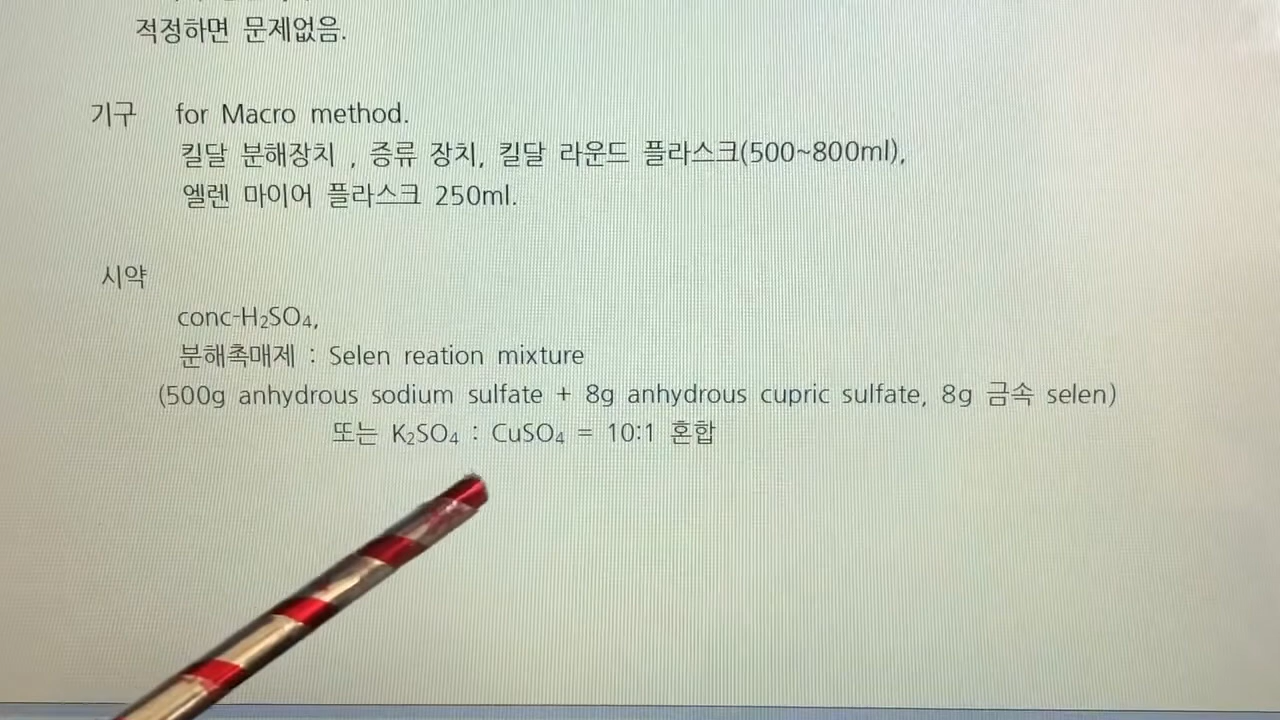 적정하면 문제없음.
기구 for Macro method.
킬달 분해장치 , 증류 장치, 킬달 라운드 플라스크(500~800ml),
엘렌 마이어 플라스크 250ml.
시약
conc-H₂SO₄,
분해촉매제 : Selen reation mixture
(500g anhydrous sodium sulfate + 8g anhydrous cupric sulfate, 8g 금속 selen)
또는 K₂SO₄ : CuSO₄ = 10:1 혼합